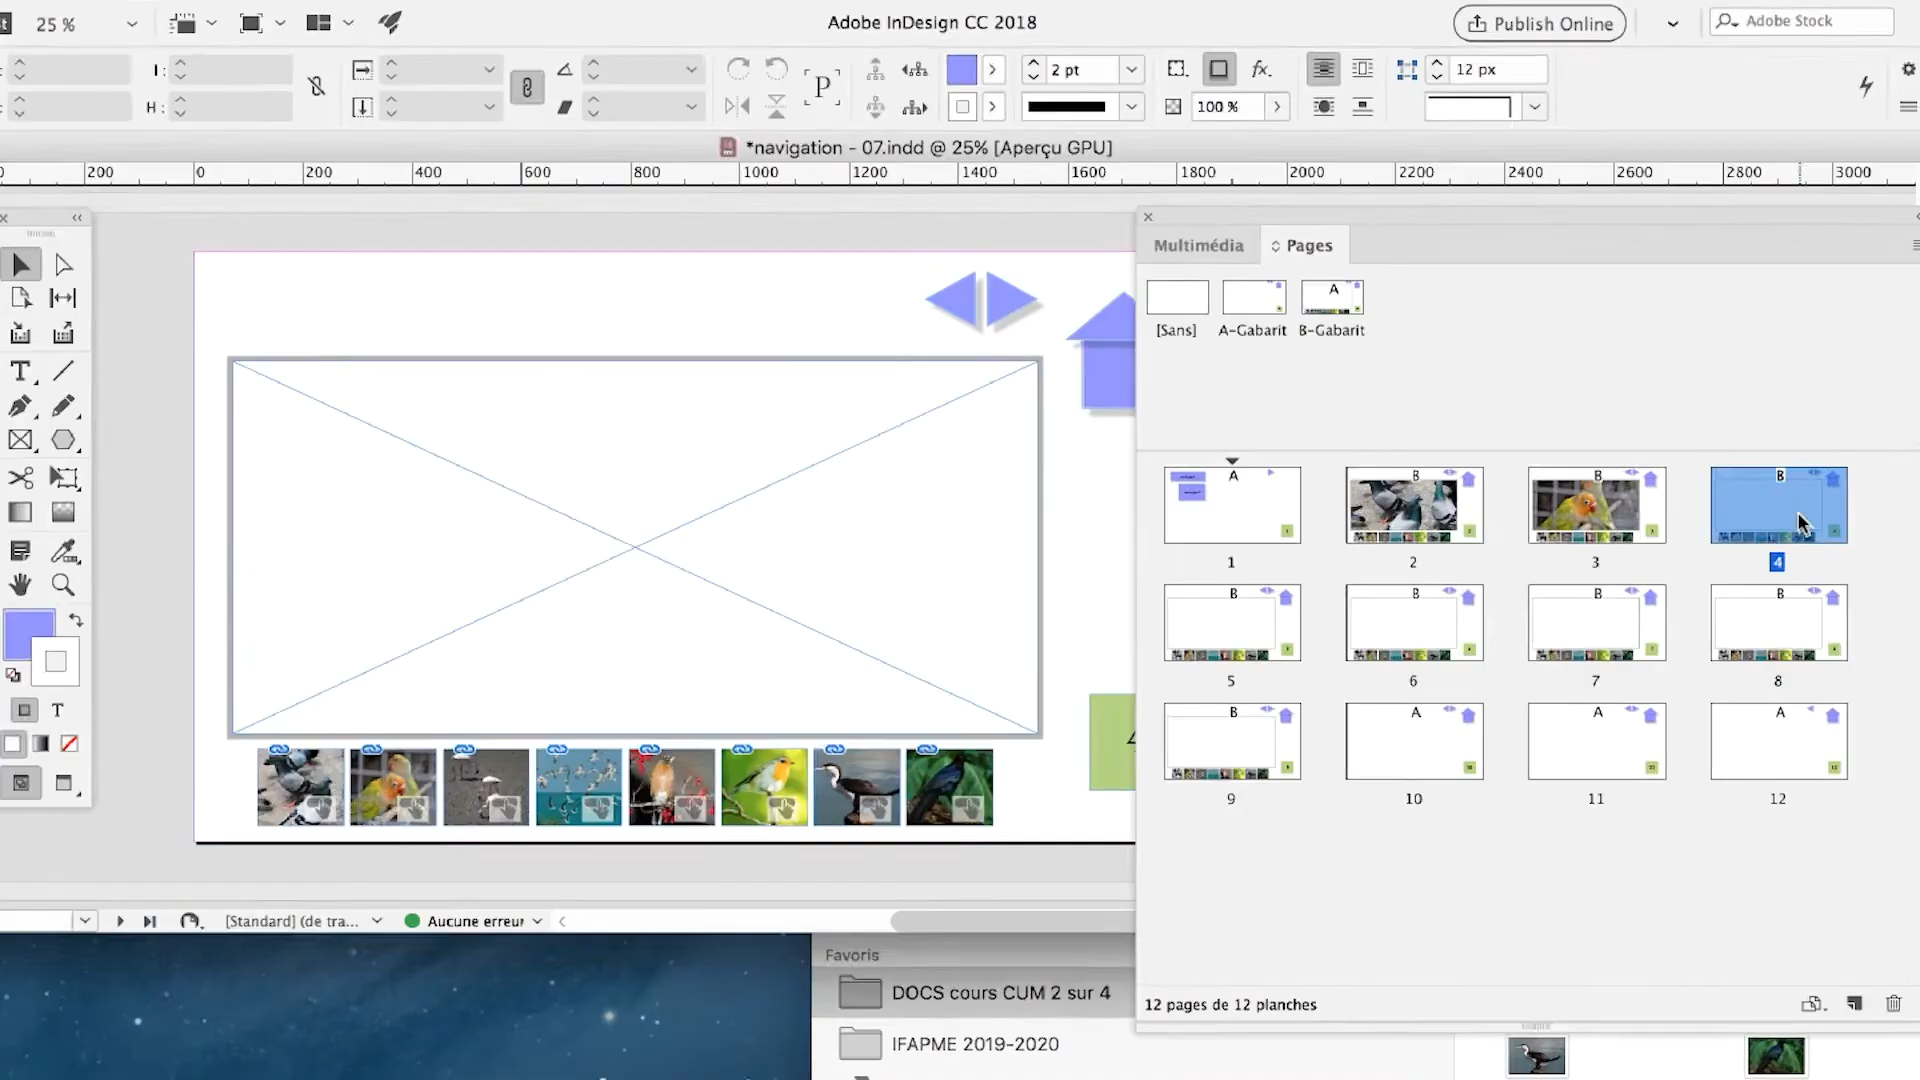 25 %
Adobe InDesign CC 2018
Publish Online
Adobe Stock
I :
H :
P
2 pt
fx.
12 px
100 %
*navigation - 07.indd @ 25% [Aperçu GPU]
200 0 200 400 600 800 1000 1200 1400 1600 1800 2000 2200 2400 2600 2800 3000
Multimédia
Pages
A
[Sans] A-Gabarit B-Gabarit
A B B B
1 2 3 4
B B B B
5 6 7 8
B A A A
9 10 11 12
T
T
[Standard] (de tra...
Aucune erreur
12 pages de 12 planches
Favoris
DOCS cours CUM 2 sur 4
IFAPME 2019-2020